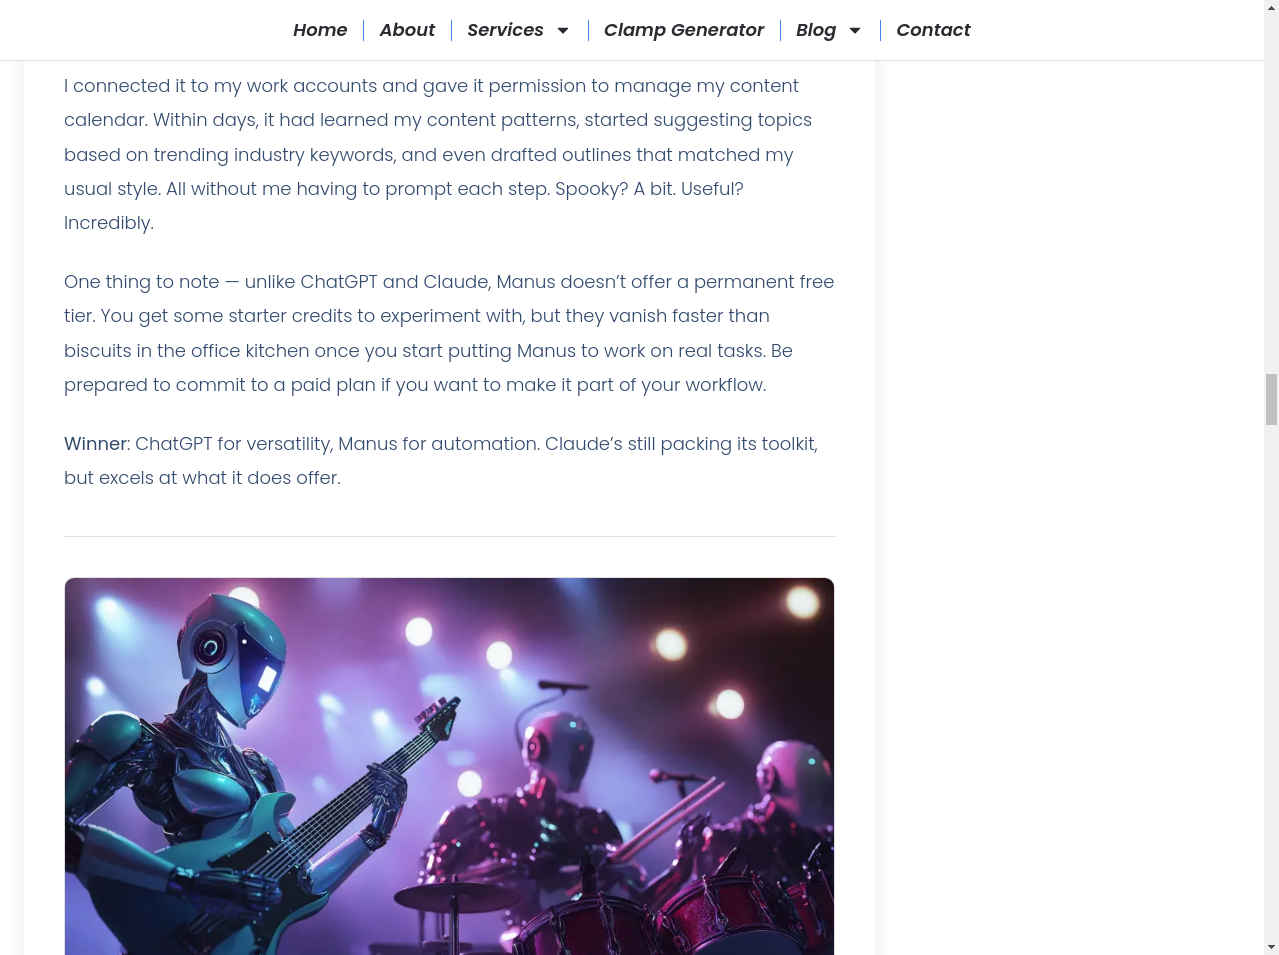 Home
About
Services
Clamp Generator
Blog
Contact
I connected it to my work accounts and gave it permission to manage my content
calendar. Within days, it had learned my content patterns, started suggesting topics
based on trending industry keywords, and even drafted outlines that matched my
usual style. All without me having to prompt each step. Spooky? A bit. Useful?
Incredibly.
One thing to note — unlike ChatGPT and Claude, Manus doesn’t offer a permanent free
tier. You get some starter credits to experiment with, but they vanish faster than
biscuits in the office kitchen once you start putting Manus to work on real tasks. Be
prepared to commit to a paid plan if you want to make it part of your workflow.
Winner: ChatGPT for versatility, Manus for automation. Claude’s still packing its toolkit,
but excels at what it does offer.